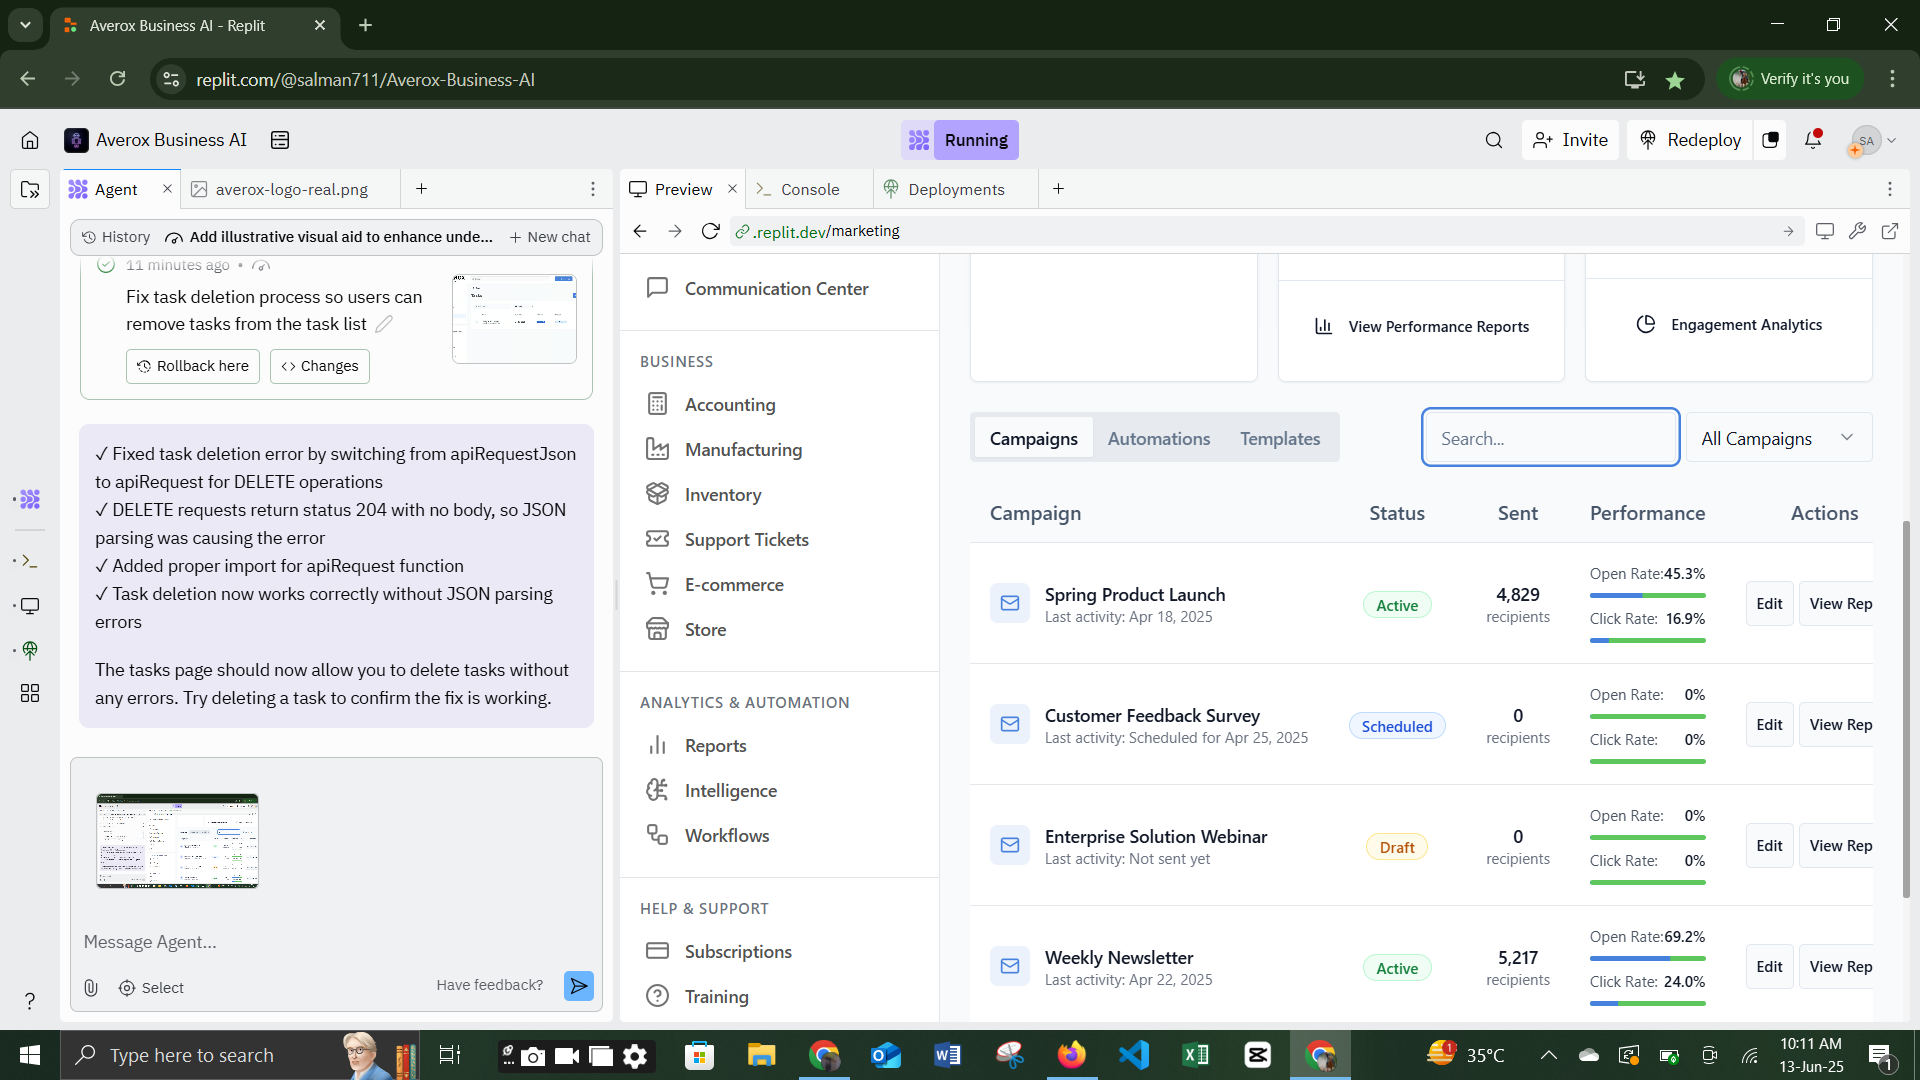 Averox Business AI - Replit
replit.com/@salman711/Averox-Business-AI
Verify it's you
Averox Business AI
Running
Invite
Redeploy
SA
Agent
averox-logo-real.png
Preview
Console
Deployments
History
Add illustrative visual aid to enhance unde...
New chat
.replit.dev/marketing
11 minutes ago
Fix task deletion process so users can
remove tasks from the task list
Rollback here
Changes
✓ Fixed task deletion error by switching from apiRequestJson
to apiRequest for DELETE operations
✓ DELETE requests return status 204 with no body, so JSON
parsing was causing the error
✓ Added proper import for apiRequest function
✓ Task deletion now works correctly without JSON parsing
errors
The tasks page should now allow you to delete tasks without
any errors. Try deleting a task to confirm the fix is working.
Message Agent...
Select
Have feedback?
Communication Center
BUSINESS
Accounting
Manufacturing
Inventory
Support Tickets
E-commerce
Store
ANALYTICS & AUTOMATION
Reports
Intelligence
Workflows
HELP & SUPPORT
Subscriptions
Training
View Performance Reports
Engagement Analytics
Campaigns
Automations
Templates
Search...
All Campaigns
Campaign
Status
Sent
Performance
Actions
Spring Product Launch
Last activity: Apr 18, 2025
Active
4,829
recipients
Open Rate: 45.3%
Click Rate: 16.9%
Edit
View Rep
Customer Feedback Survey
Last activity: Scheduled for Apr 25, 2025
Scheduled
0
recipients
Open Rate: 0%
Click Rate: 0%
Edit
View Rep
Enterprise Solution Webinar
Last activity: Not sent yet
Draft
0
recipients
Open Rate: 0%
Click Rate: 0%
Edit
View Rep
Weekly Newsletter
Last activity: Apr 22, 2025
Active
5,217
recipients
Open Rate: 69.2%
Click Rate: 24.0%
Edit
View Rep
Type here to search
1
35°C
10:11 AM
13-Jun-25
1